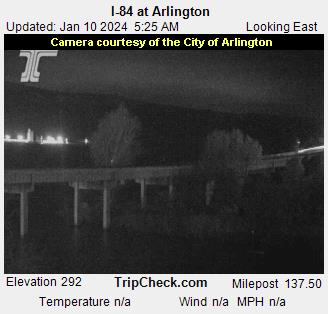 I-84 at Arlington
Updated: Jan 10 2024 5:25 AM Looking East
Camera courtesy of the City of Arlington
Elevation 292 TripCheck.com Milepost 137.50
Temperature n/a Wind n/a MPH n/a